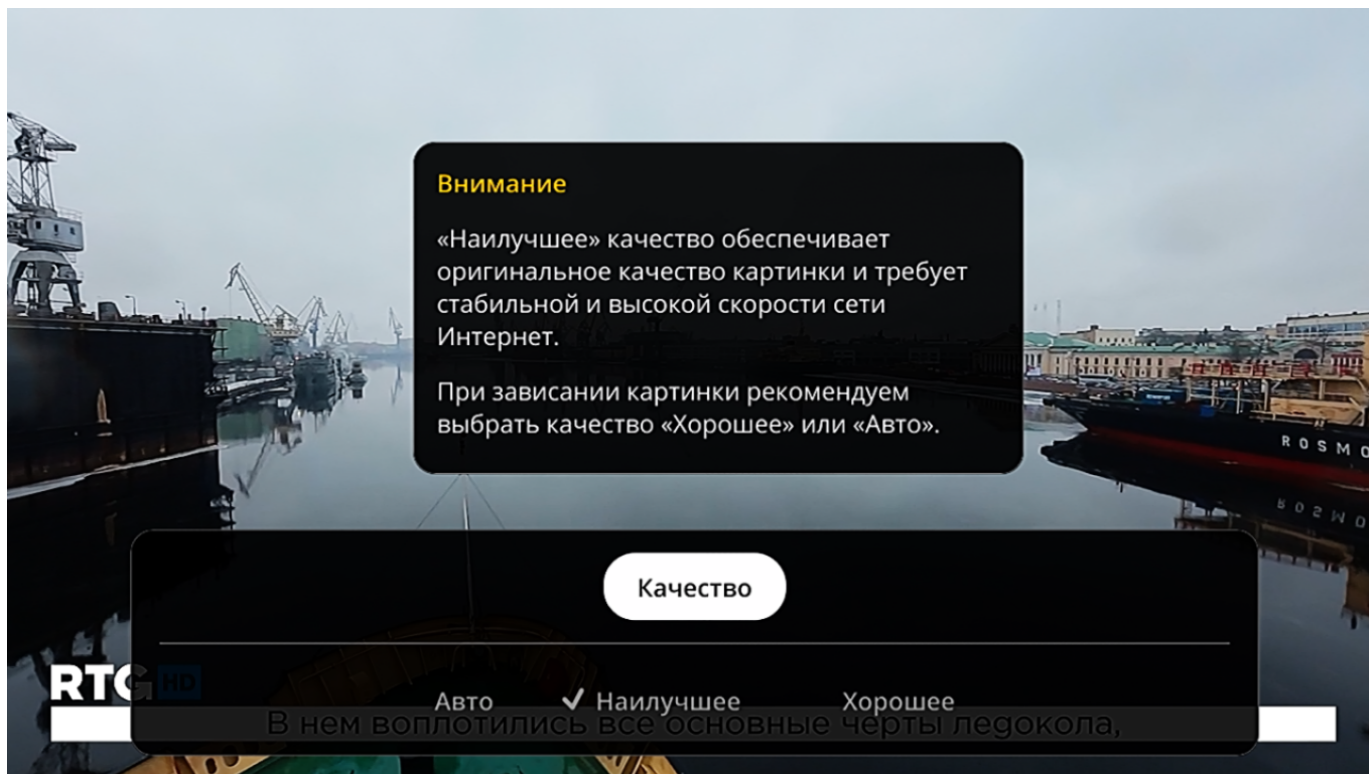 Внимание
«Наилучшее» качество обеспечивает
оригинальное качество картинки и требует
стабильной и высокой скорости сети
Интернет.
При зависании картинки рекомендуем
выбрать качество «Хорошее» или «Авто».
ROSMO
Качество
RTG HD
Авто ✓ Наилучшее Хорошее
В нем воплотились все основные черты ледокола,